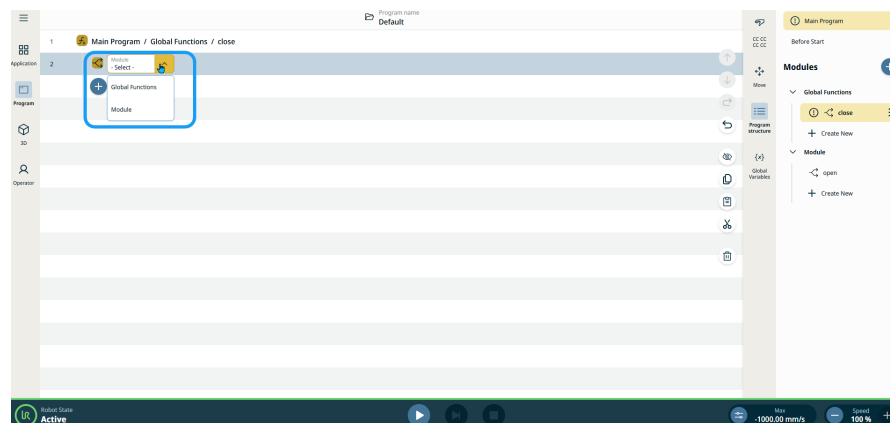 Program name
Default
1
Main Program / Global Functions / close
2
Module
- Select -
Global Functions
Module
Application
Program
3D
Operator
CC CC
CC CC
Move
Program
structure
{x}
Global
Variables
Main Program
Before Start
Modules
Global Functions
close
Create New
Module
open
Create New
Robot State
Active
Max
-1000.00 mm/s
Speed
100 %